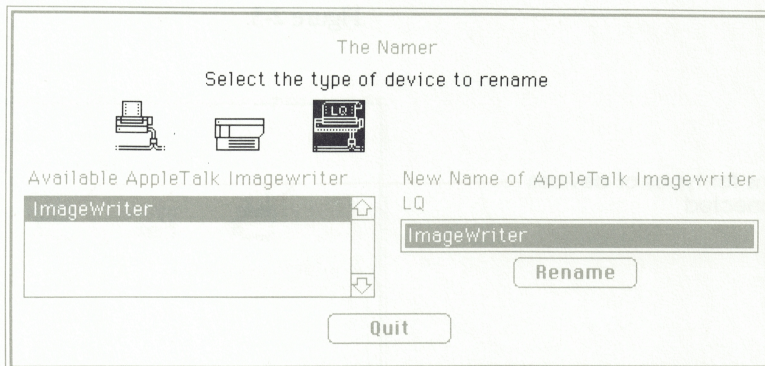 The Namer
Select the type of device to rename
LQ
Available AppleTalk Imagewriter
ImageWriter
New Name of AppleTalk Imagewriter
LQ
ImageWriter
Rename
Quit